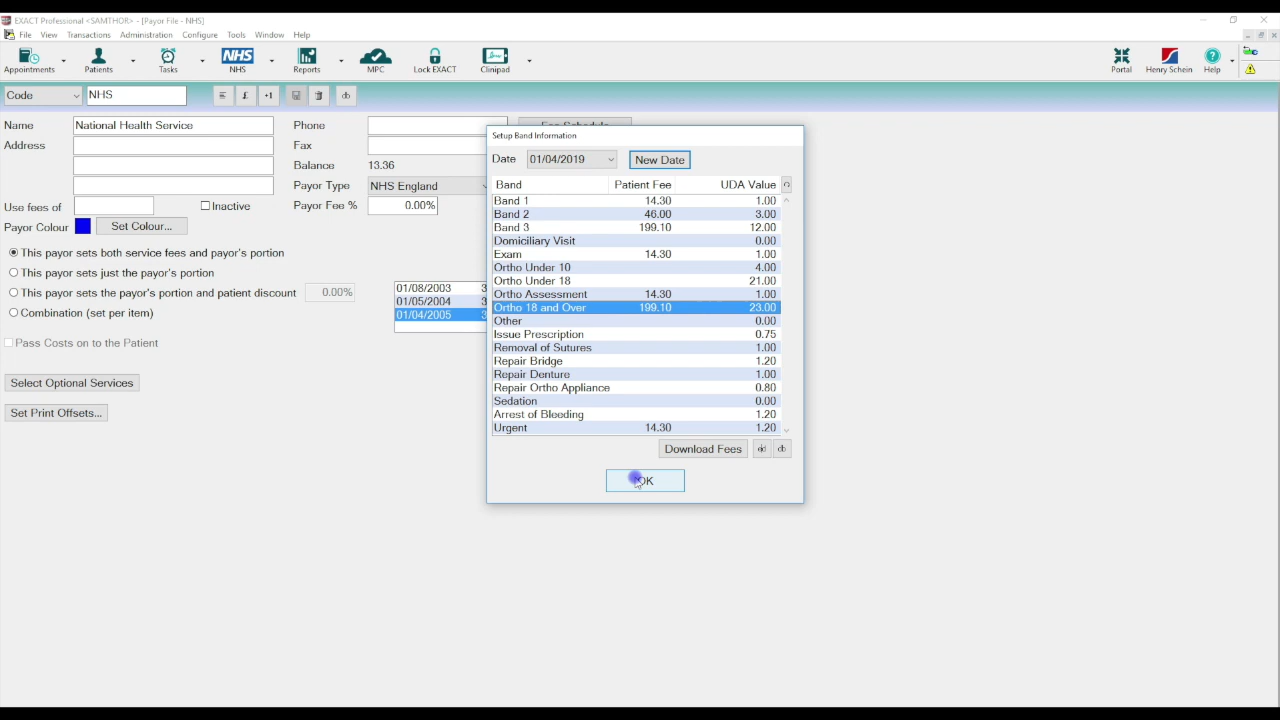 EXACT Professional <SAMTHOR> - [Payor File - NHS]
File View Transactions Administration Configure Tools Window Help
Appointments Patients Tasks NHS NHS Reports MPC Lock EXACT Clinipad Portal Henry Schein Help
Code NHS £ +1
Name National Health Service Phone
Address Fax
Balance 13.36
Payor Type NHS England
Use fees of Inactive Payor Fee % 0.00%
Payor Colour Set Colour...
This payor sets both service fees and payor's portion
This payor sets just the payor's portion
This payor sets the payor's portion and patient discount 0.00%
Combination (set per item)
01/08/2003 3
01/05/2004 3
01/04/2005 3
Pass Costs on to the Patient
Select Optional Services
Set Print Offsets...
Setup Band Information
Date 01/04/2019 New Date
Band Patient Fee UDA Value
Band 1 14.30 1.00
Band 2 46.00 3.00
Band 3 199.10 12.00
Domiciliary Visit 0.00
Exam 14.30 1.00
Ortho Under 10 4.00
Ortho Under 18 21.00
Ortho Assessment 14.30 1.00
Ortho 18 and Over 199.10 23.00
Other 0.00
Issue Prescription 0.75
Removal of Sutures 1.00
Repair Bridge 1.20
Repair Denture 1.00
Repair Ortho Appliance 0.80
Sedation 0.00
Arrest of Bleeding 1.20
Urgent 14.30 1.20
Download Fees
OK